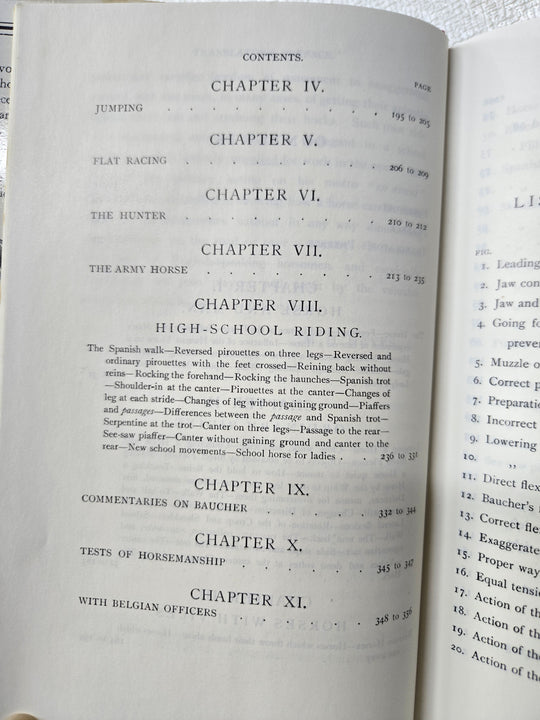 CONTENTS.
CHAPTER IV.
PAGE
JUMPING . . . . . . . . 195 to 205
CHAPTER V.
FLAT RACING . . . . . . . 206 to 209
CHAPTER VI.
THE HUNTER . . . . . . . . 210 to 212
CHAPTER VII.
THE ARMY HORSE . . . . . . . 213 to 235
CHAPTER VIII.
HIGH-SCHOOL RIDING.
The Spanish walk—Reversed pirouettes on three legs—Reversed and
ordinary pirouettes with the feet crossed—Reining back without
reins—Rocking the forehand—Rocking the haunches—Spanish trot
—Shoulder-in at the canter—Pirouettes at the canter—Changes of
leg at each stride—Changes of leg without gaining ground—Piaffers
and passages—Differences between the passage and Spanish trot—
Serpentine at the trot—Canter on three legs—Passage to the rear—
See-saw piaffer—Canter without gaining ground and canter to the
rear—New school movements—School horse for ladies . . 236 to 331
CHAPTER IX.
COMMENTARIES ON BAUCHER . . . . 332 to 344
CHAPTER X.
TESTS OF HORSEMANSHIP . . . . . 345 to 347
CHAPTER XI.
WITH BELGIAN OFFICERS . . . . . 348 to 356
FIG.
1. Leading
2. Jaw con
3. Jaw and
4. Going fo
preven
5. Muzzle o
6. Correct p
7. Preparatio
8. Incorrect
9. Lowering
10. ,,
11. Direct flex
12. Baucher's
13. Correct fle
14. Exaggerate
15. Proper way
16. Equal tensi
17. Action of the
18. Action of th
19. Action of th
20. Action of the